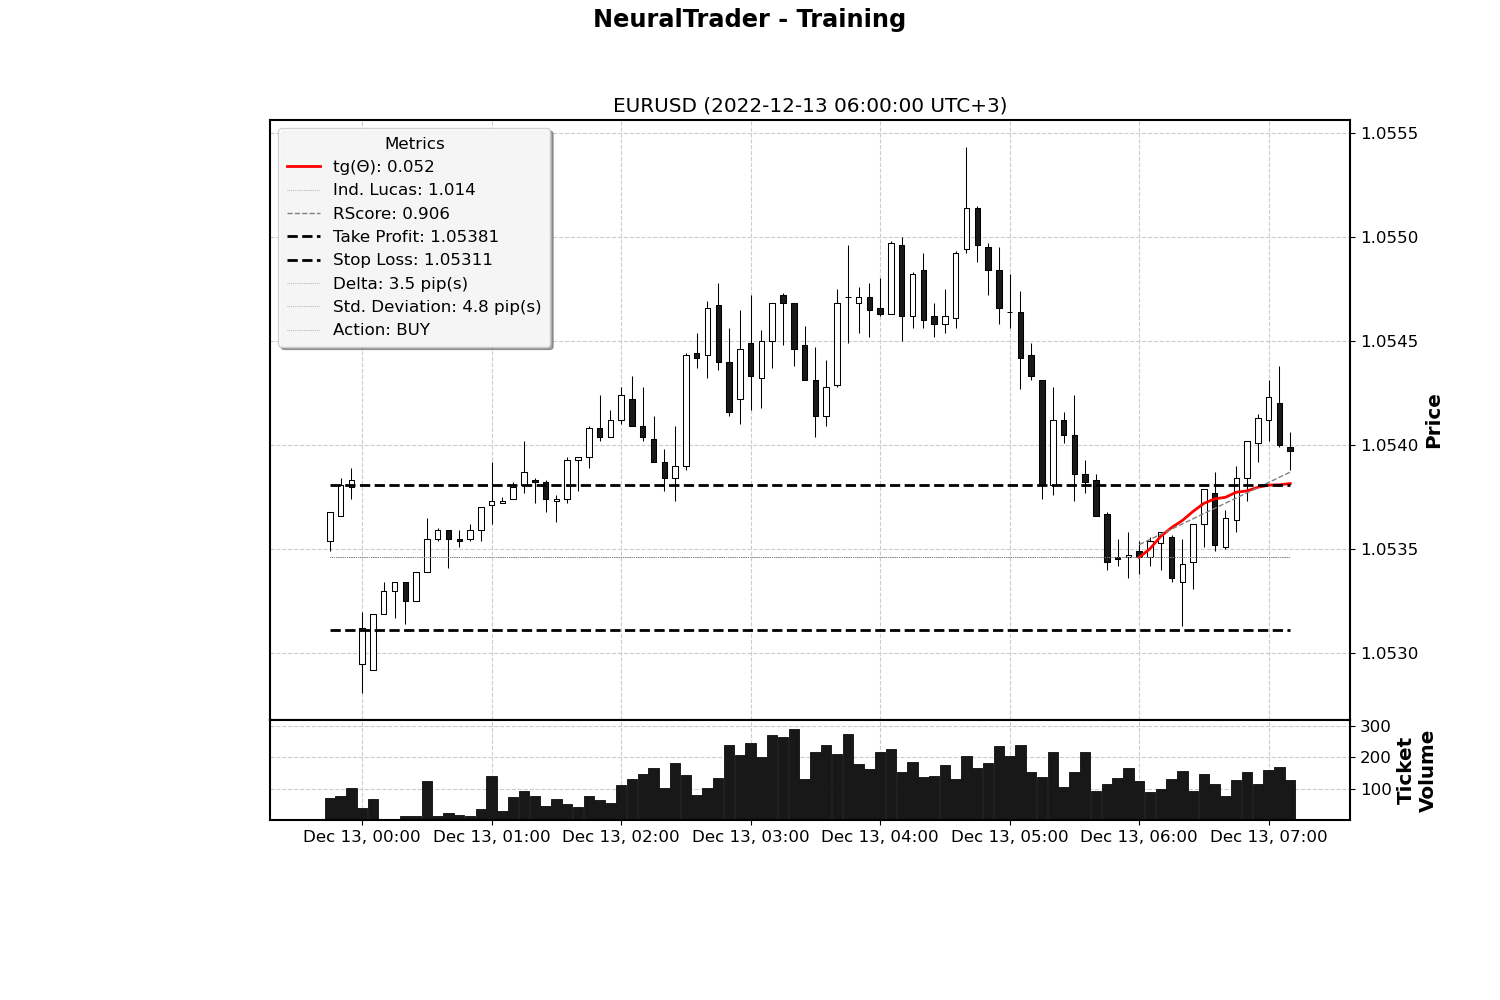 NeuralTrader - Training
EURUSD (2022-12-13 06:00:00 UTC+3)
Metrics
tg(Θ): 0.052
Ind. Lucas: 1.014
RScore: 0.906
Take Profit: 1.05381
Stop Loss: 1.05311
Delta: 3.5 pip(s)
Std. Deviation: 4.8 pip(s)
Action: BUY
1.0555
1.0550
1.0545
1.0540
1.0535
1.0530
Price
300
200
100
Ticket
Volume
Dec 13, 00:00 Dec 13, 01:00 Dec 13, 02:00 Dec 13, 03:00 Dec 13, 04:00 Dec 13, 05:00 Dec 13, 06:00 Dec 13, 07:00